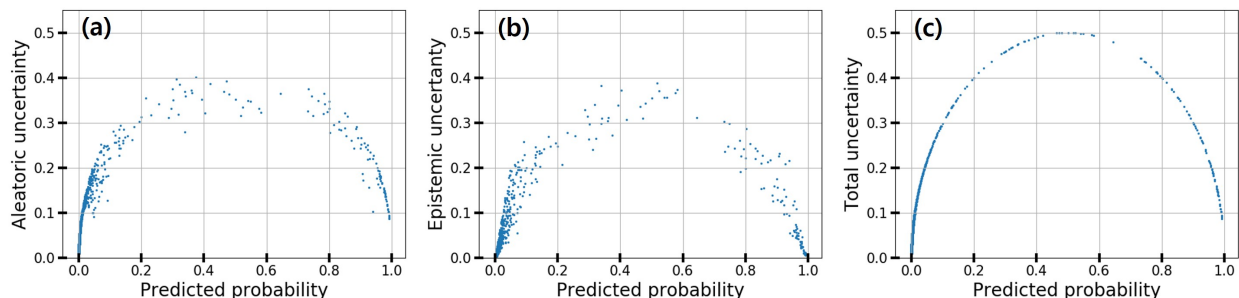 (a)
Aleatoric uncertainty
0.5
0.4
0.3
0.2
0.1
0.0
0.0 0.2 0.4 0.6 0.8 1.0
Predicted probability
(b)
Epistemic uncertanty
0.5
0.4
0.3
0.2
0.1
0.0
0.0 0.2 0.4 0.6 0.8 1.0
Predicted probability
(c)
Total uncertainty
0.5
0.4
0.3
0.2
0.1
0.0
0.0 0.2 0.4 0.6 0.8 1.0
Predicted probability